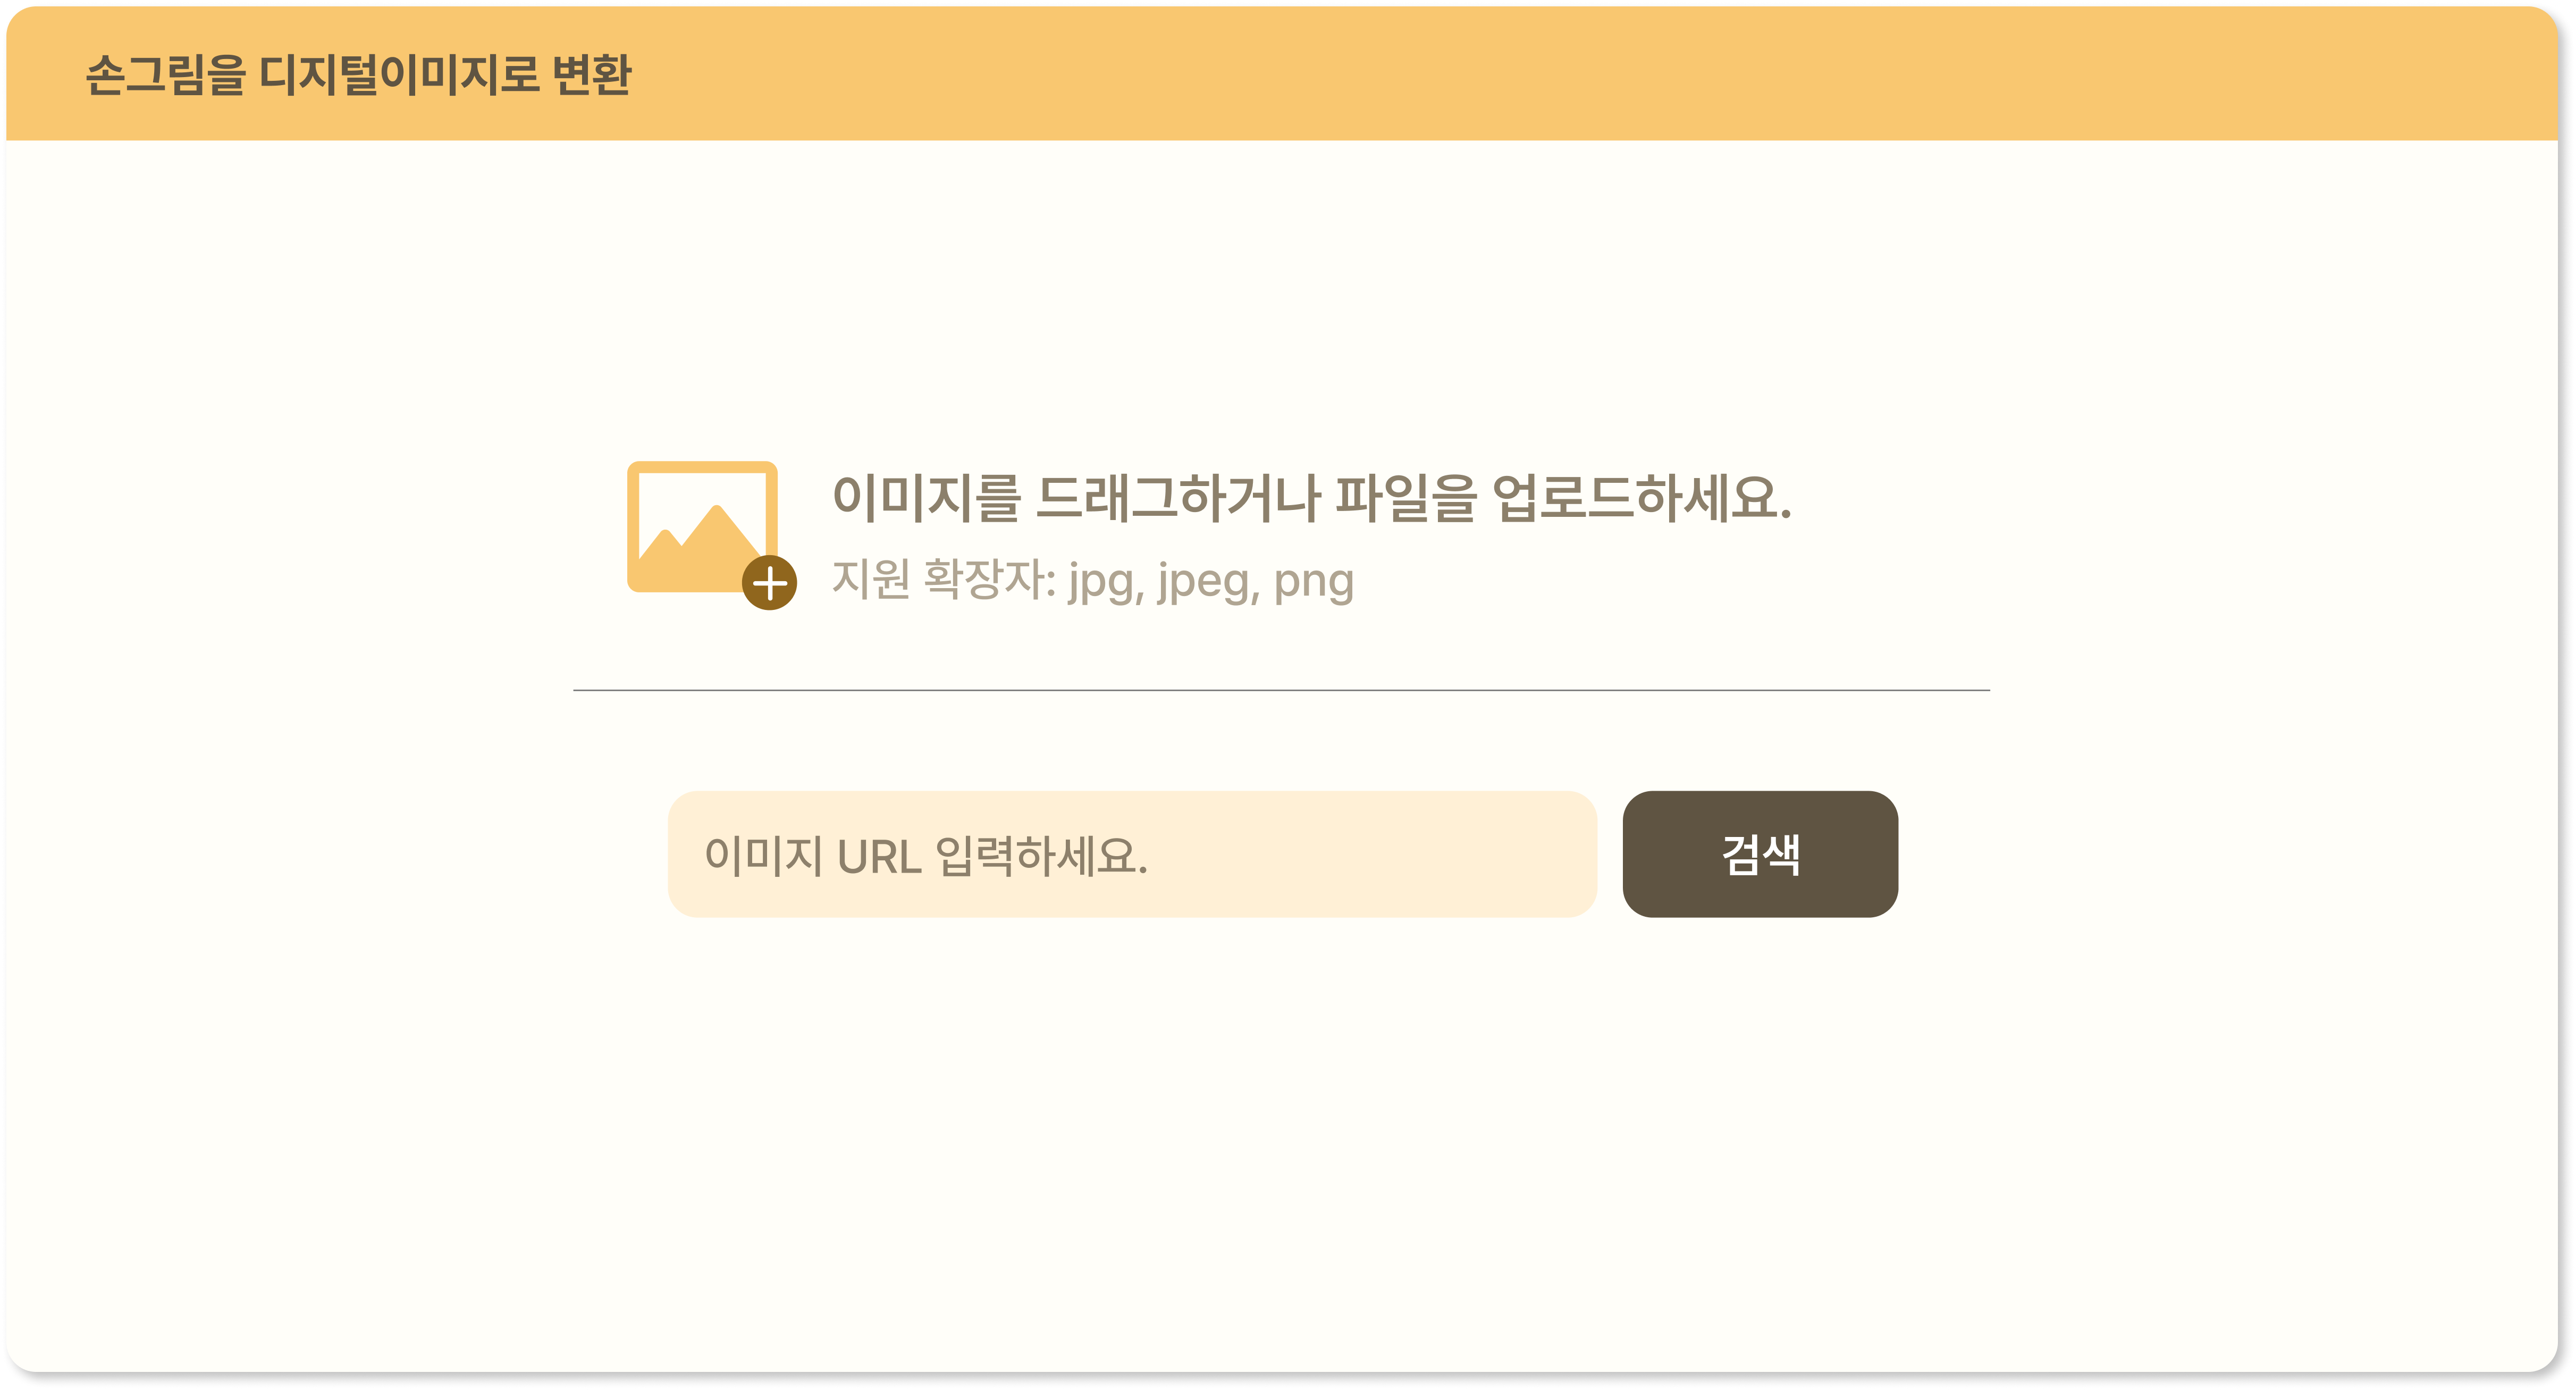 손그림을 디지털이미지로 변환
이미지를 드래그하거나 파일을 업로드하세요.
지원 확장자: jpg, jpeg, png
이미지 URL 입력하세요.
검색